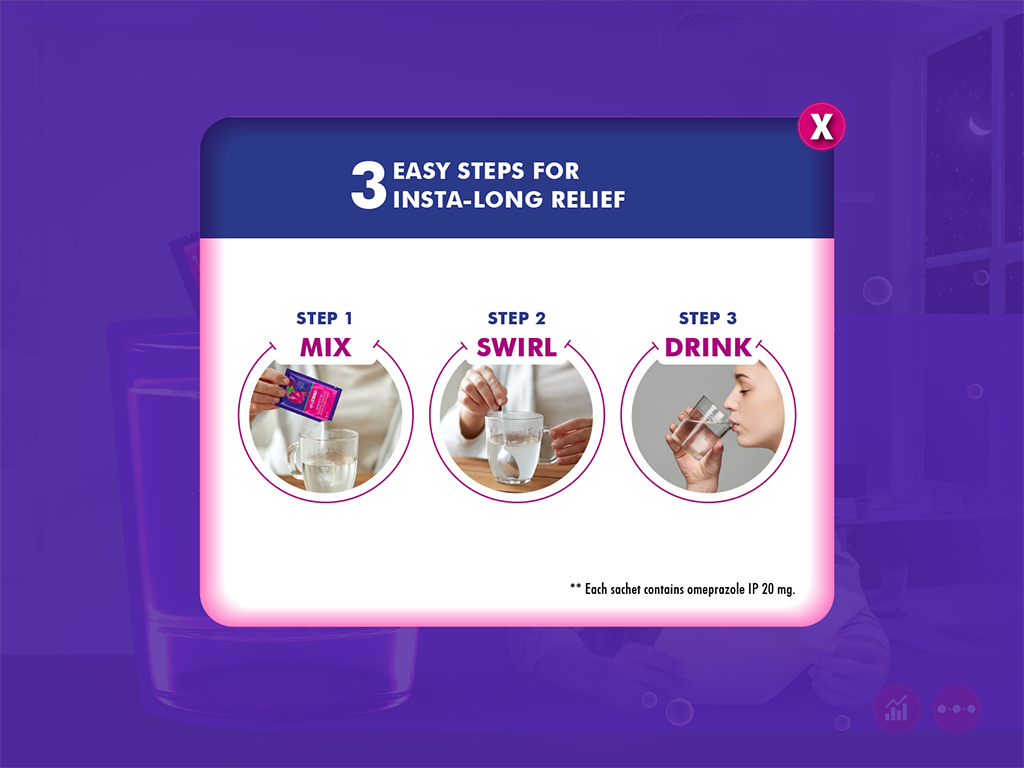 X
3 EASY STEPS FOR
INSTA-LONG RELIEF
STEP 1
MIX
STEP 2
SWIRL
STEP 3
DRINK
** Each sachet contains omeprazole IP 20 mg.